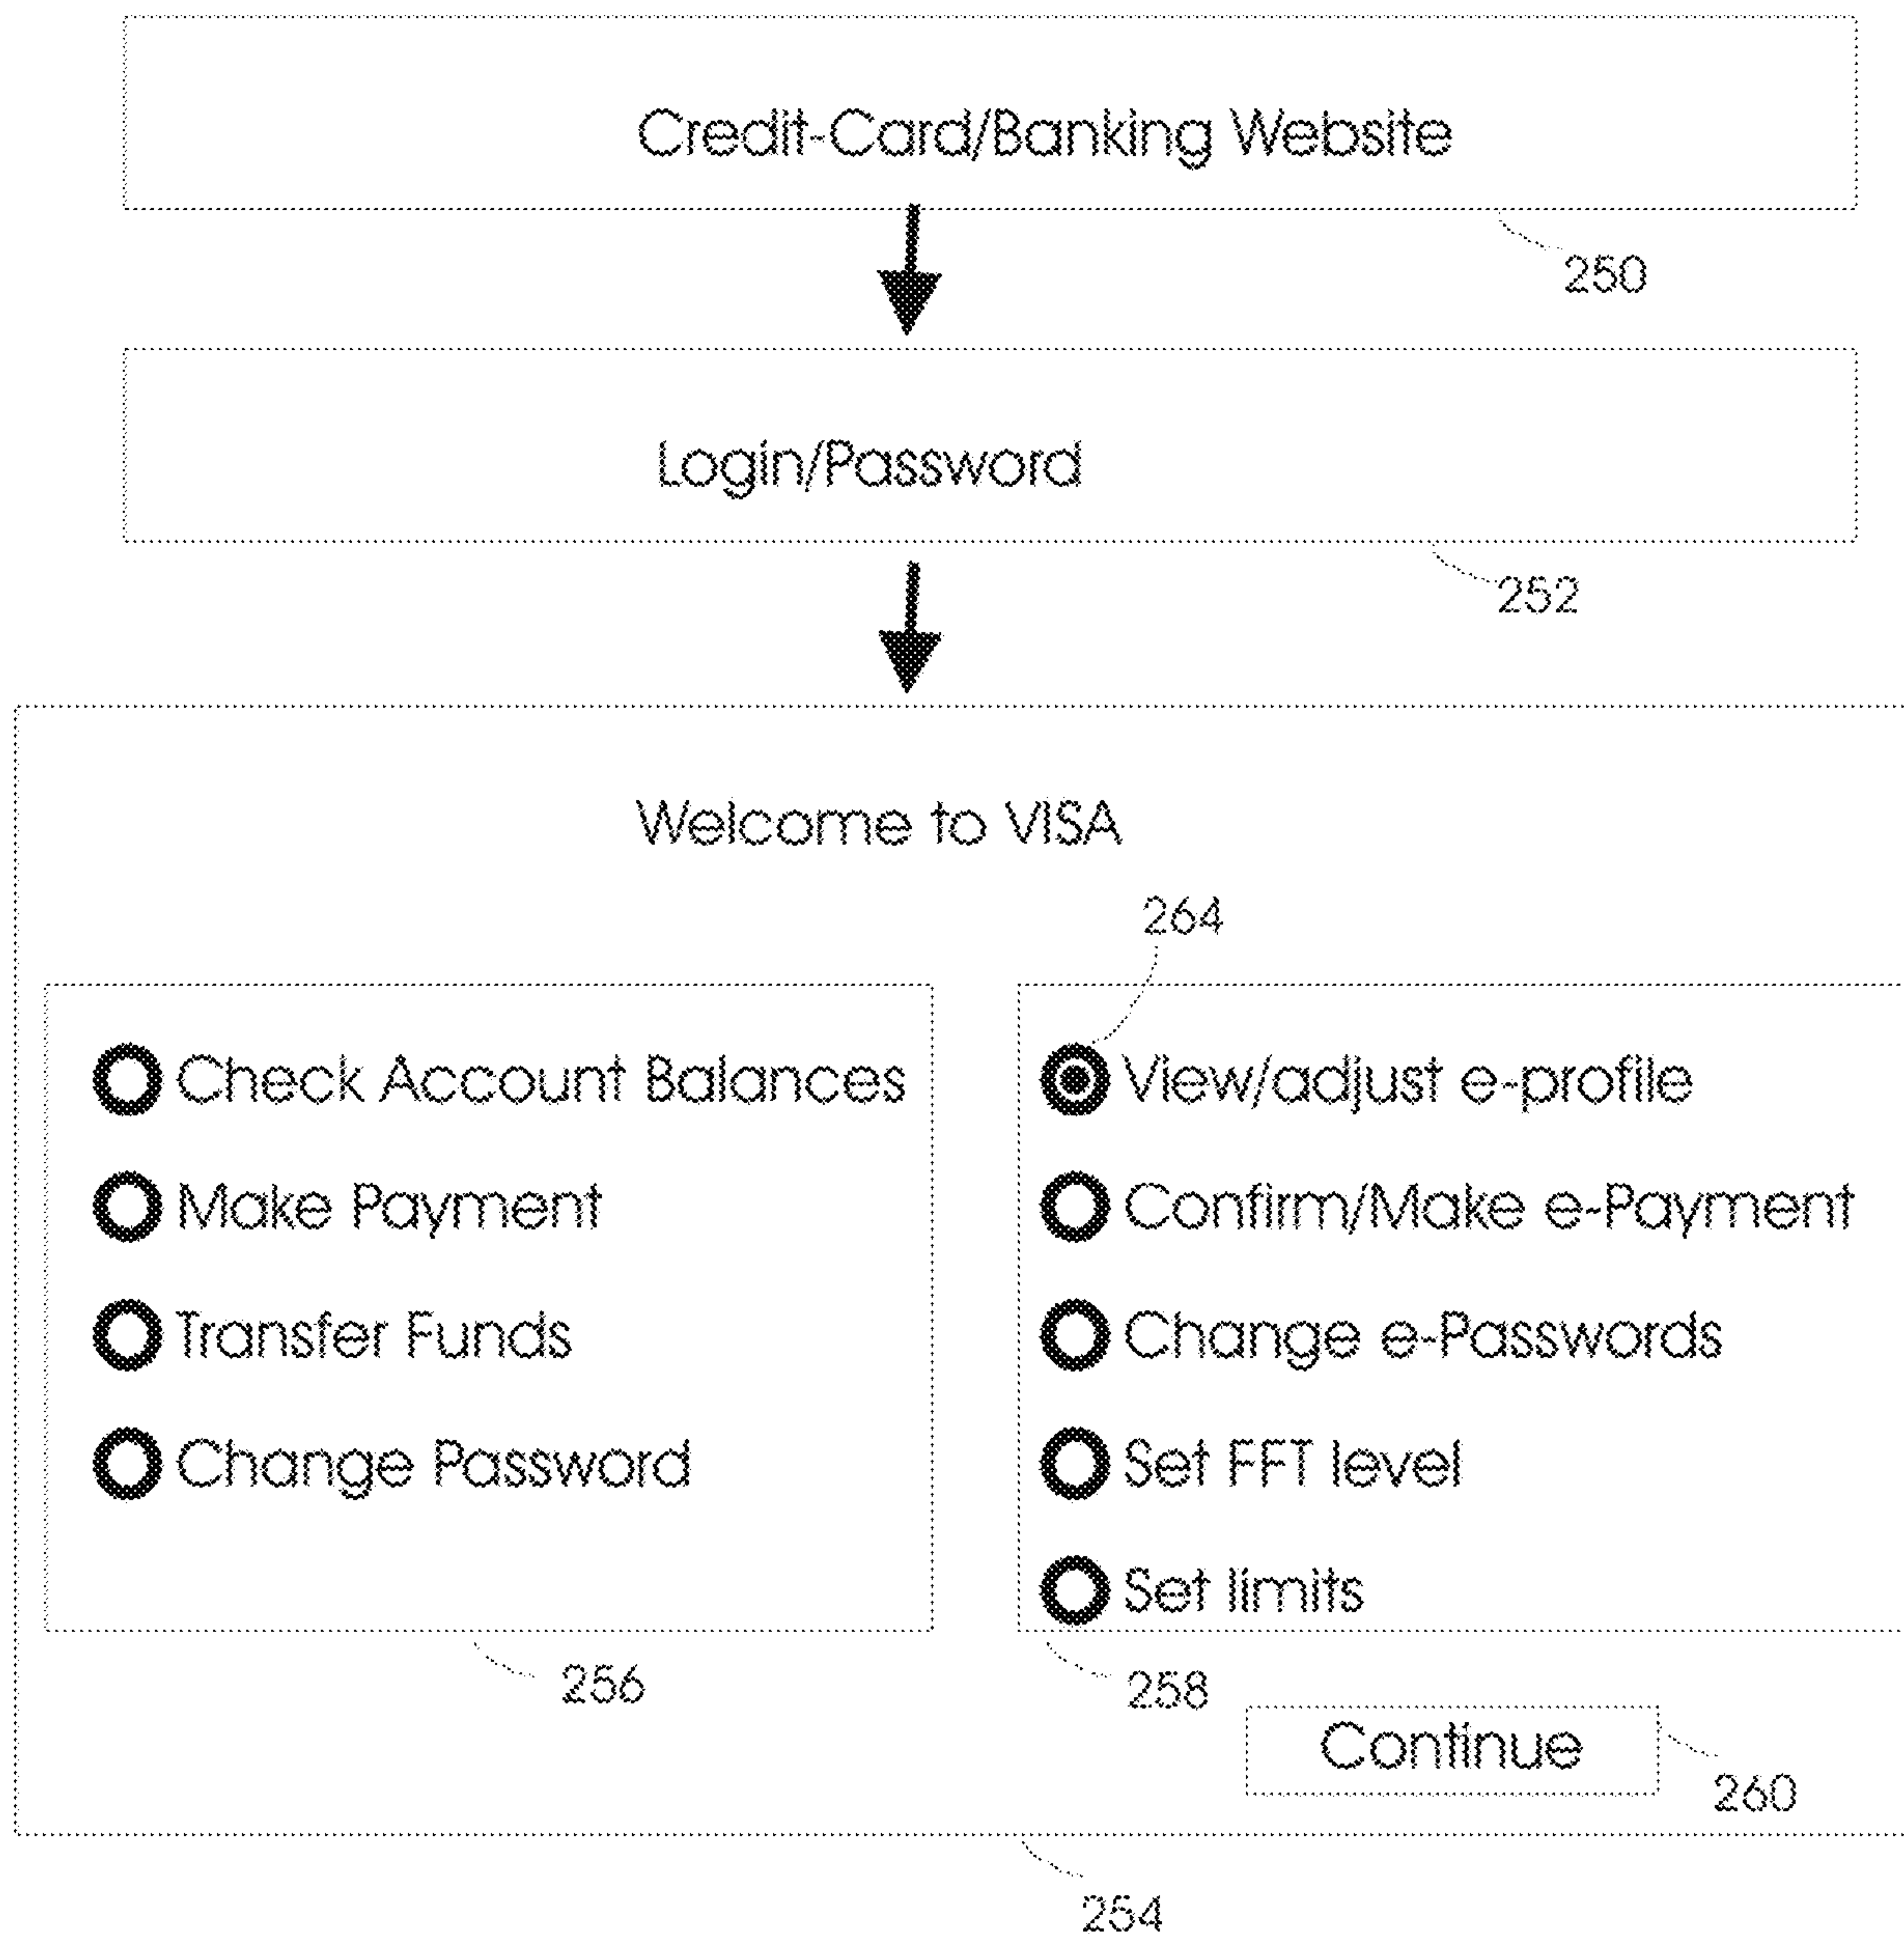 Credit-Card/Banking Website
250
Login/Password
252
Welcome to VISA
264
Check Account Balances
Make Payment
Transfer Funds
Change Password
256
View/adjust e-profile
Confirm/Make e-Payment
Change e-Passwords
Set FFT level
Set limits
258
Continue
260
254